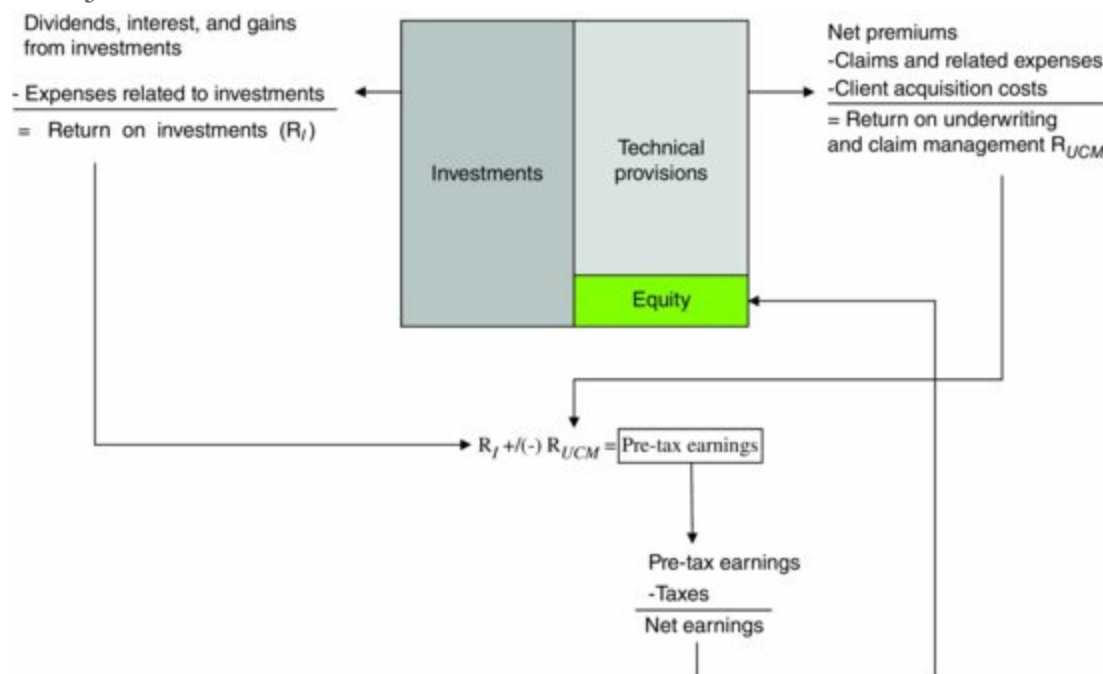 Dividends, interest, and gains
from investments
- Expenses related to investments
= Return on investments (R_I)
Investments
Technical
provisions
Equity
Net premiums
-Claims and related expenses
-Client acquisition costs
= Return on underwriting
and claim management R_UCM
R_I +/(-) R_UCM = Pre-tax earnings
Pre-tax earnings
-Taxes
Net earnings